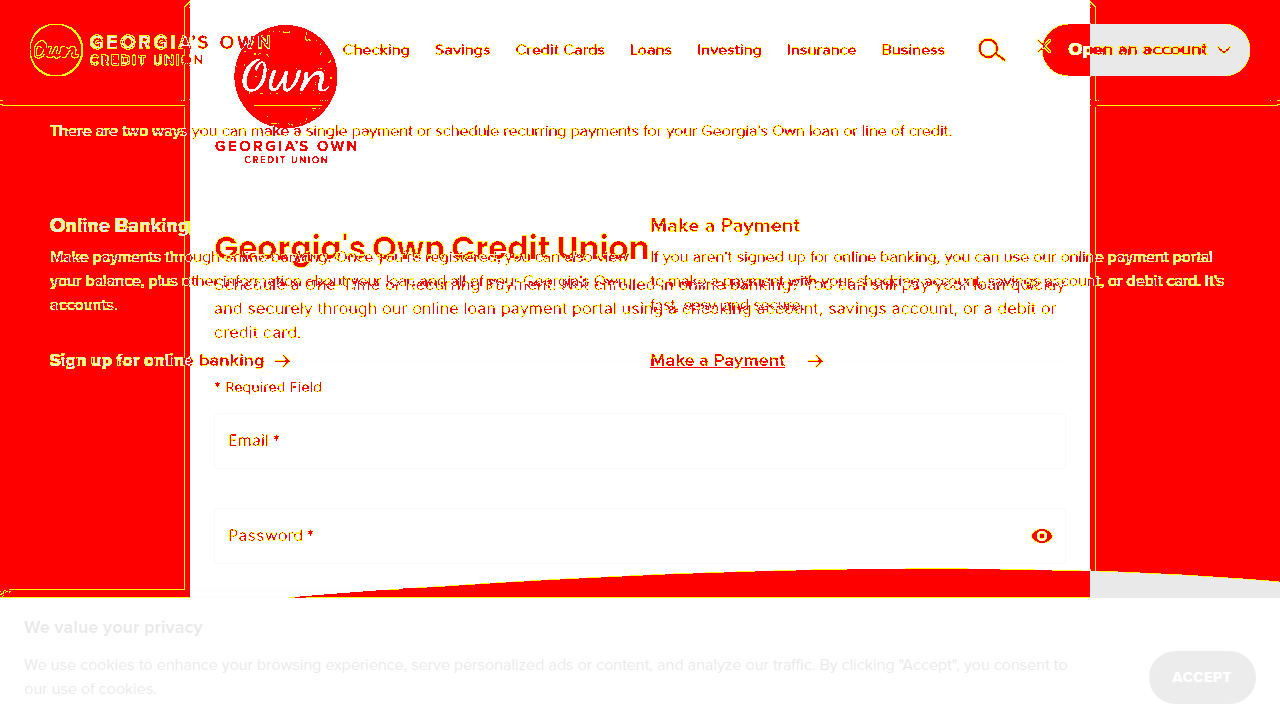 Own GEORGIA'S OWN
CREDIT UNION
Own
GEORGIA'S OWN
CREDIT UNION
Checking Savings Credit Cards Loans Investing Insurance Business
Open an account
There are two ways you can make a single payment or schedule recurring payments for your Georgia's Own loan or line of credit.
Online Banking
Make payments through online banking. Once you're registered, you can also view
your balance, plus other information about your loan and all of your Georgia's Own
accounts.
Sign up for online banking
Make a Payment
If you aren't signed up for online banking, you can use our online payment portal
to make a payment with your checking account, savings account, or debit card. It's
fast, easy and secure.
Make a Payment
Georgia's Own Credit Union
Schedule a One-Time or Recurring Payment. Not enrolled in online banking? You can still pay your loan quickly
and securely through our online loan payment portal using a checking account, savings account, or a debit or
credit card.
* Required Field
Email *
Password *
We value your privacy
We use cookies to enhance your browsing experience, serve personalized ads or content, and analyze our traffic. By clicking "Accept", you consent to
our use of cookies.
ACCEPT